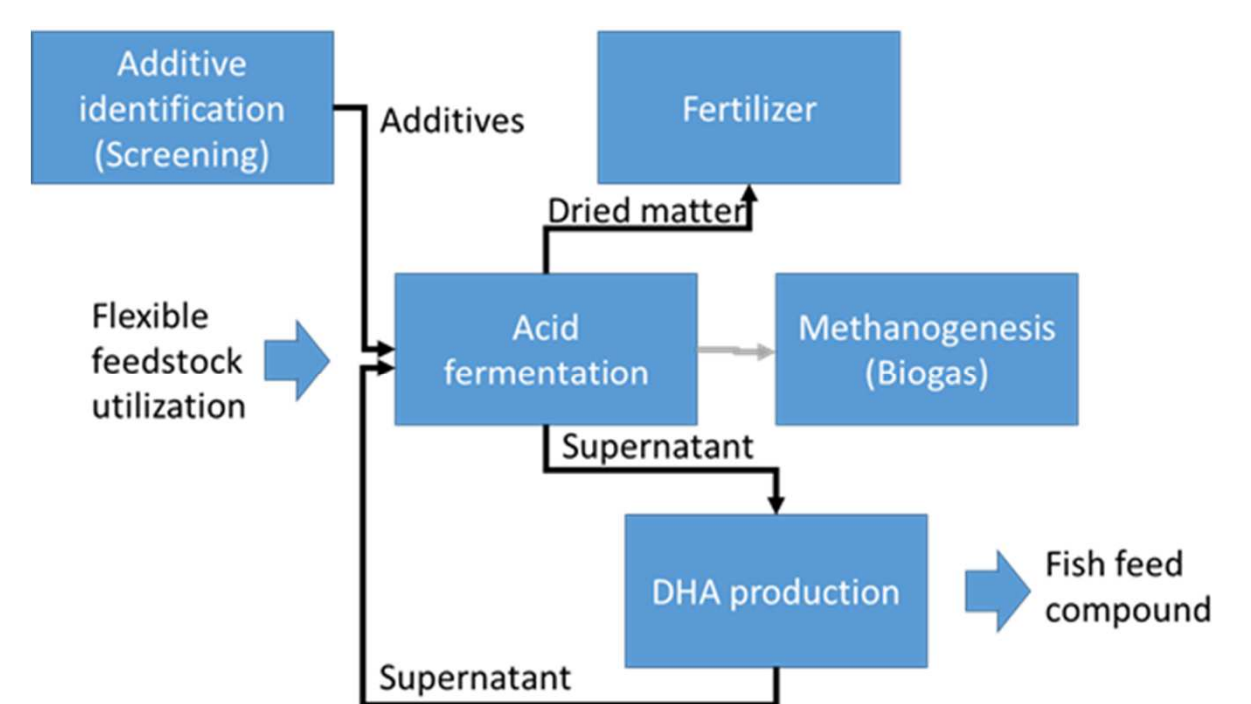 Additive
identification
(Screening)
Additives
Fertilizer
Dried matter
Flexible
feedstock
utilization
Acid
fermentation
Methanogenesis
(Biogas)
Supernatant
DHA production
Fish feed
compound
Supernatant